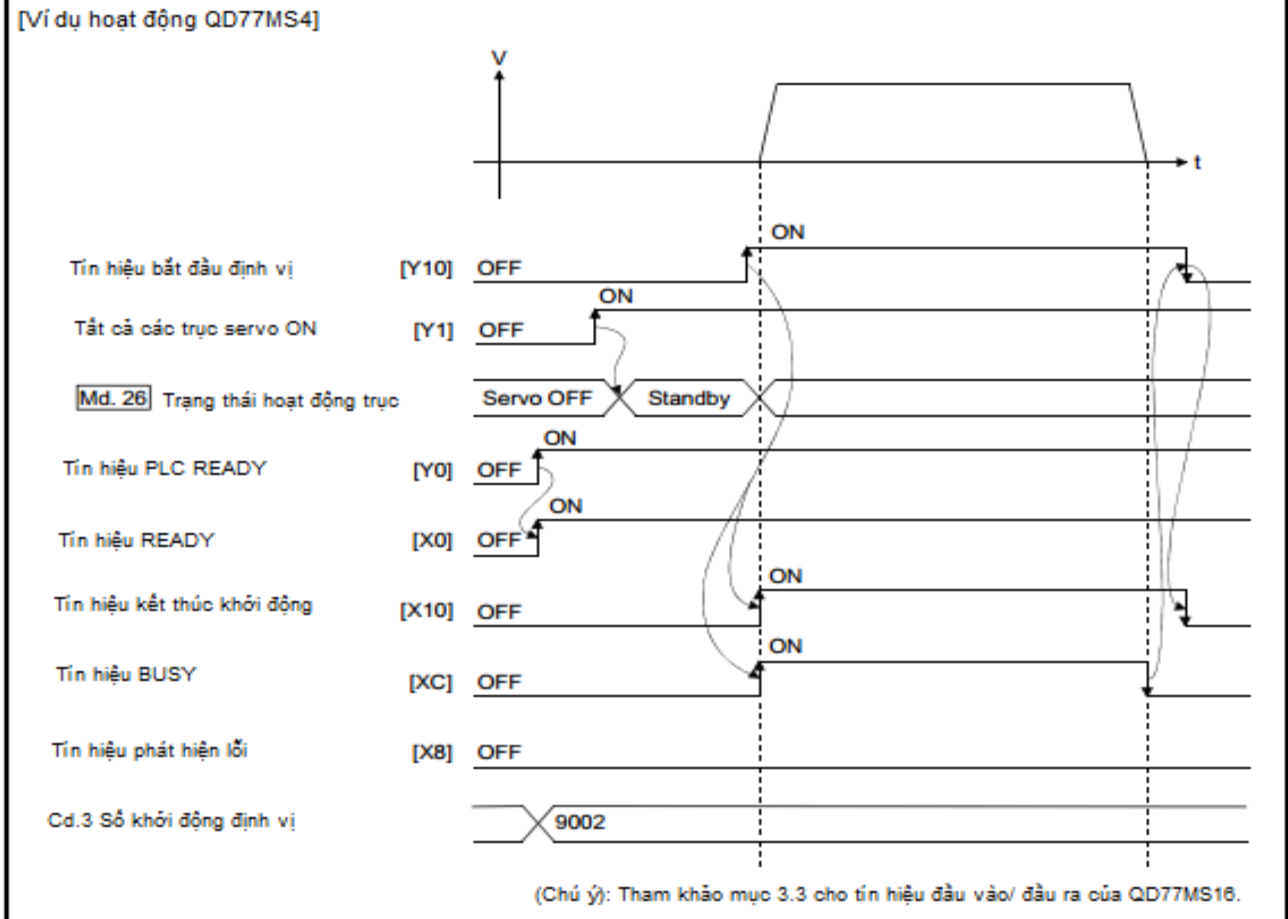 [Ví dụ hoạt động QD77MS4]
V
t
ON
Tín hiệu bắt đầu định vị [Y10] OFF
ON
Tất cả các trục servo ON [Y1] OFF
Md. 26 Trạng thái hoạt động trục Servo OFF Standby
ON
Tín hiệu PLC READY [Y0] OFF
ON
Tín hiệu READY [X0] OFF
ON
Tín hiệu kết thúc khởi động [X10] OFF
ON
Tín hiệu BUSY [XC] OFF
Tín hiệu phát hiện lỗi [X8] OFF
Cd.3 Số khởi động định vị 9002
(Chú ý): Tham khảo mục 3.3 cho tín hiệu đầu vào/ đầu ra của QD77MS16.